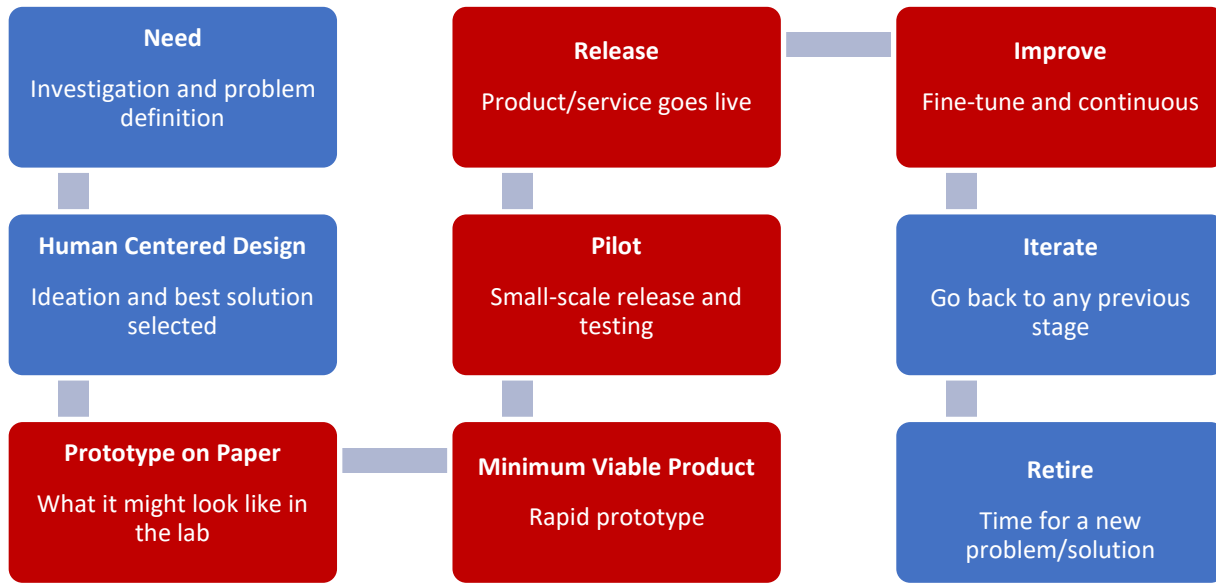 Need
Investigation and problem
definition
Human Centered Design
Ideation and best solution
selected
Prototype on Paper
What it might look like in
the lab
Minimum Viable Product
Rapid prototype
Pilot
Small-scale release and
testing
Release
Product/service goes live
Improve
Fine-tune and continuous
Iterate
Go back to any previous
stage
Retire
Time for a new
problem/solution